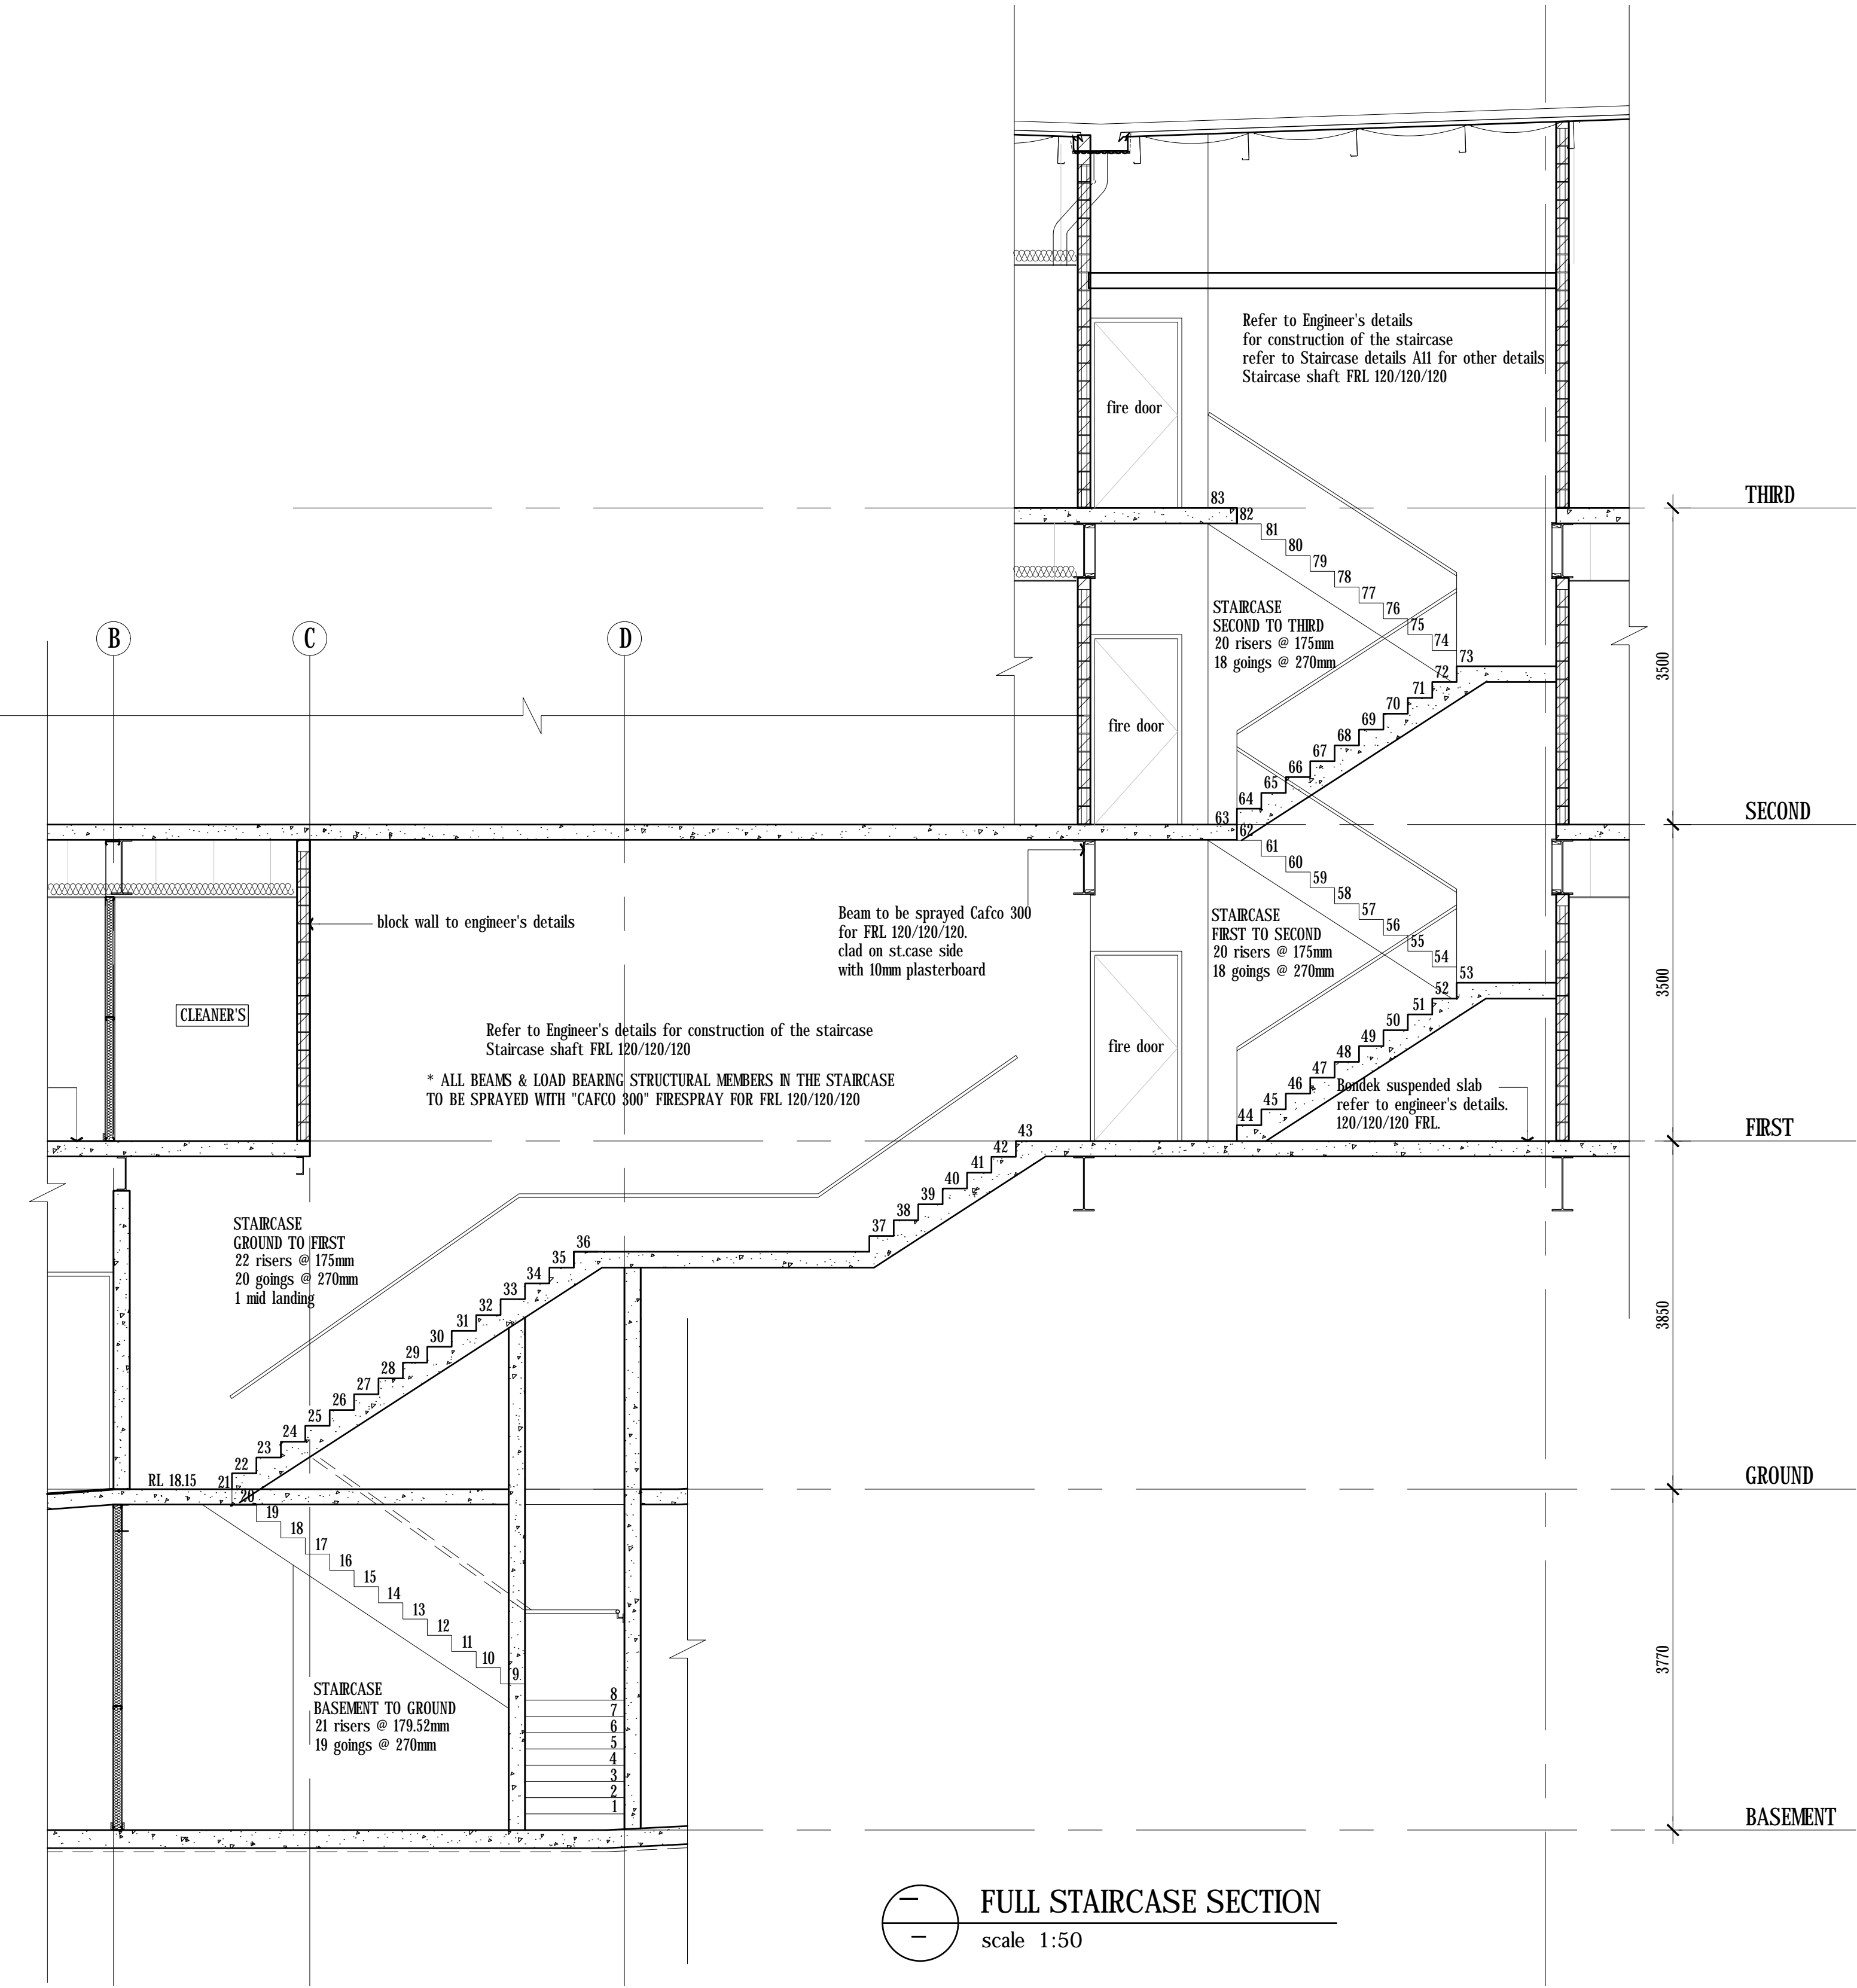 Refer to Engineer's details
for construction of the staircase
refer to Staircase details A11 for other details
Staircase shaft FRL 120/120/120
fire door
THIRD
83
82
81
80
79
78
77
76
75
74
73
STAIRCASE
SECOND TO THIRD
20 risers @ 175mm
18 goings @ 270mm
B
C
D
3500
72
71
70
69
68
67
66
65
64
63
fire door
SECOND
62
61
60
59
58
57
56
55
54
53
block wall to engineer's details
Beam to be sprayed Cafco 300
for FRL 120/120/120.
clad on st.case side
with 10mm plasterboard
STAIRCASE
FIRST TO SECOND
20 risers @ 175mm
18 goings @ 270mm
3500
CLEANER'S
52
51
50
49
48
47
46
45
44
fire door
Refer to Engineer's details for construction of the staircase
Staircase shaft FRL 120/120/120
* ALL BEAMS & LOAD BEARING STRUCTURAL MEMBERS IN THE STAIRCASE
TO BE SPRAYED WITH "CAFCO 300" FIRESPRAY FOR FRL 120/120/120
Bondek suspended slab
refer to engineer's details.
120/120/120 FRL.
FIRST
43
42
41
40
39
38
37
STAIRCASE
GROUND TO FIRST
22 risers @ 175mm
20 goings @ 270mm
1 mid landing
36
35
34
33
32
31
30
29
28
27
26
25
24
23
22
21
3850
RL 18.15
GROUND
20
19
18
17
16
15
14
13
12
11
10
9
8
7
6
5
4
3
2
1
3770
STAIRCASE
BASEMENT TO GROUND
21 risers @ 179.52mm
19 goings @ 270mm
BASEMENT
FULL STAIRCASE SECTION
scale 1:50